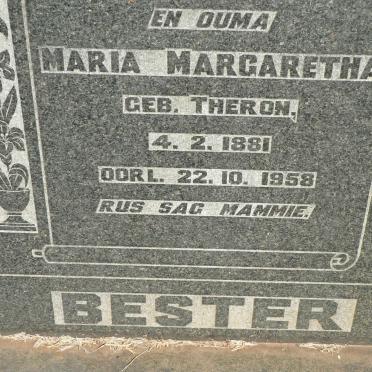 EN OUMA
MARIA MARGARETHA
GEB. THERON,
4. 2. 1881
OORL. 22. 10. 1958
RUS SAG MAMMIE.
BESTER